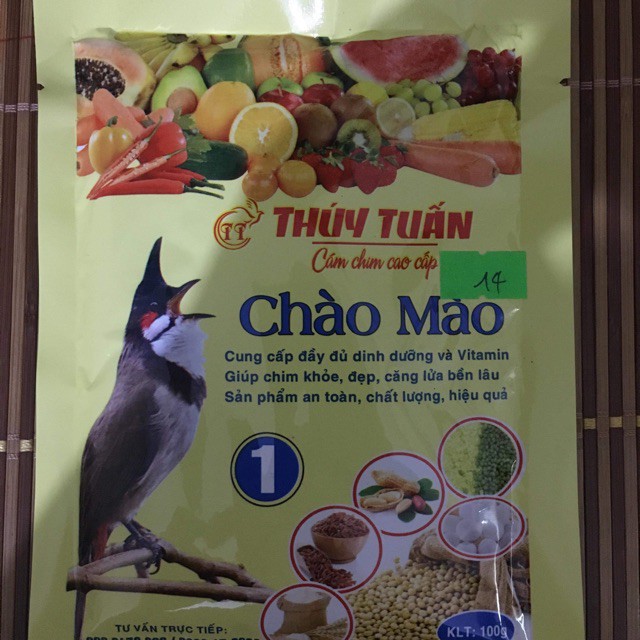 TT
THÚY TUẤN
Cám chim cao cấp
14
Chào Mào
Cung cấp đầy đủ dinh dưỡng và Vitamin
Giúp chim khỏe, đẹp, căng lửa bền lâu
Sản phẩm an toàn, chất lượng, hiệu quả
1
TƯ VẤN TRỰC TIẾP:
KLT: 100g